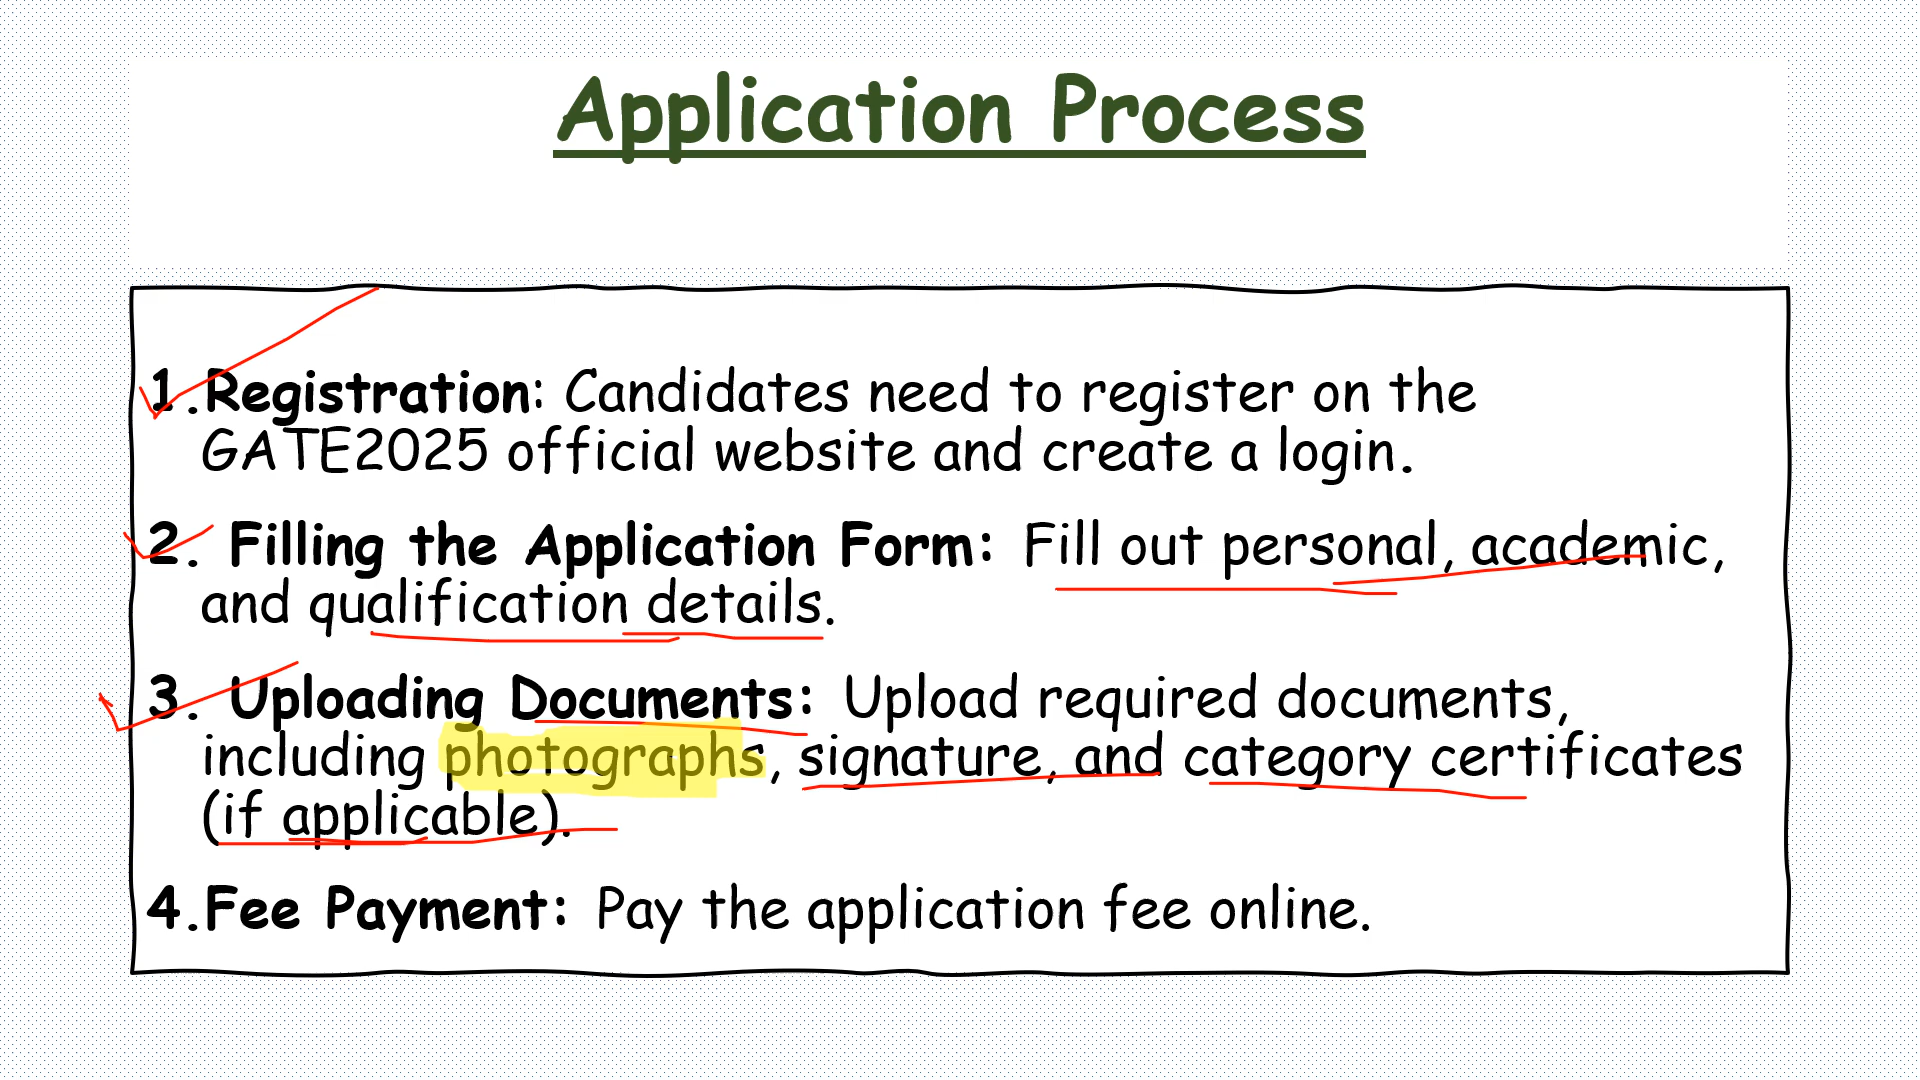 Application Process
1.Registration: Candidates need to register on the
GATE2025 official website and create a login.
2. Filling the Application Form: Fill out personal, academic,
and qualification details.
3. Uploading Documents: Upload required documents,
including photographs, signature, and category certificates
(if applicable).
4.Fee Payment: Pay the application fee online.